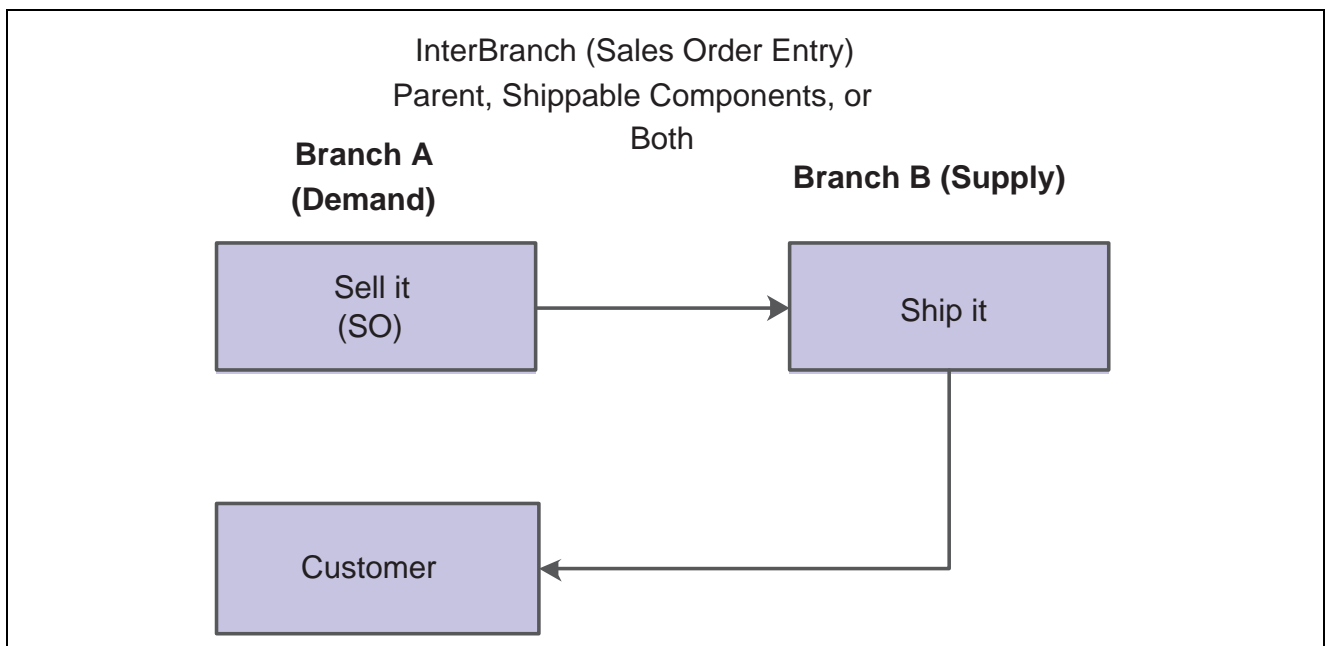 InterBranch (Sales Order Entry)
Parent, Shippable Components, or
Both
Branch A
(Demand)
Branch B (Supply)
Sell it
(SO)
Ship it
Customer